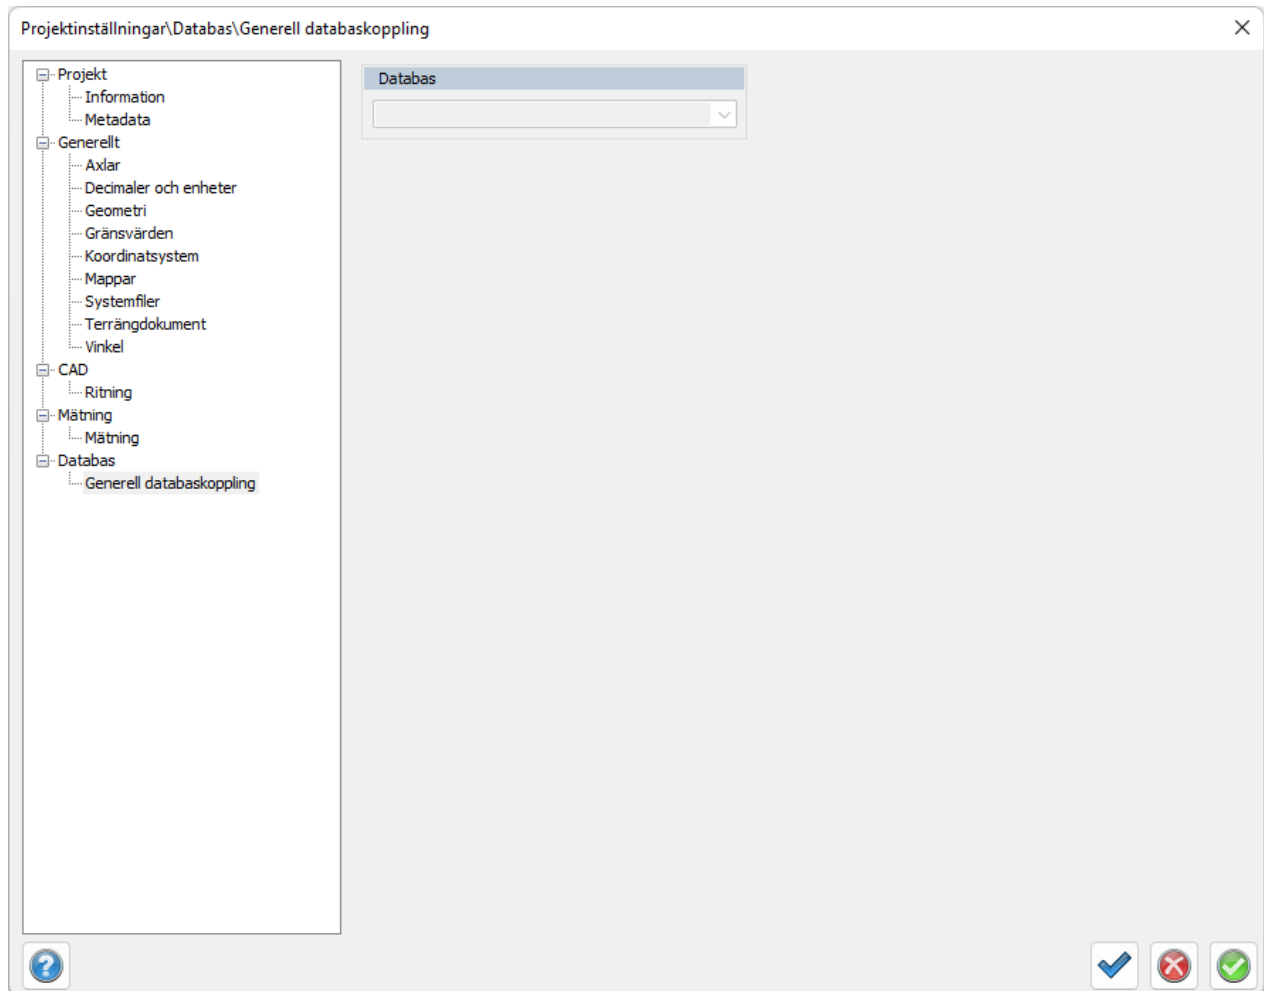 Projektinställningar\Databas\Generell databaskoppling
Projekt
Information
Metadata
Generellt
Axlar
Decimaler och enheter
Geometri
Gränsvärden
Koordinatsystem
Mappar
Systemfiler
Terrängdokument
Vinkel
CAD
Ritning
Mätning
Mätning
Databas
Generell databaskoppling
Databas